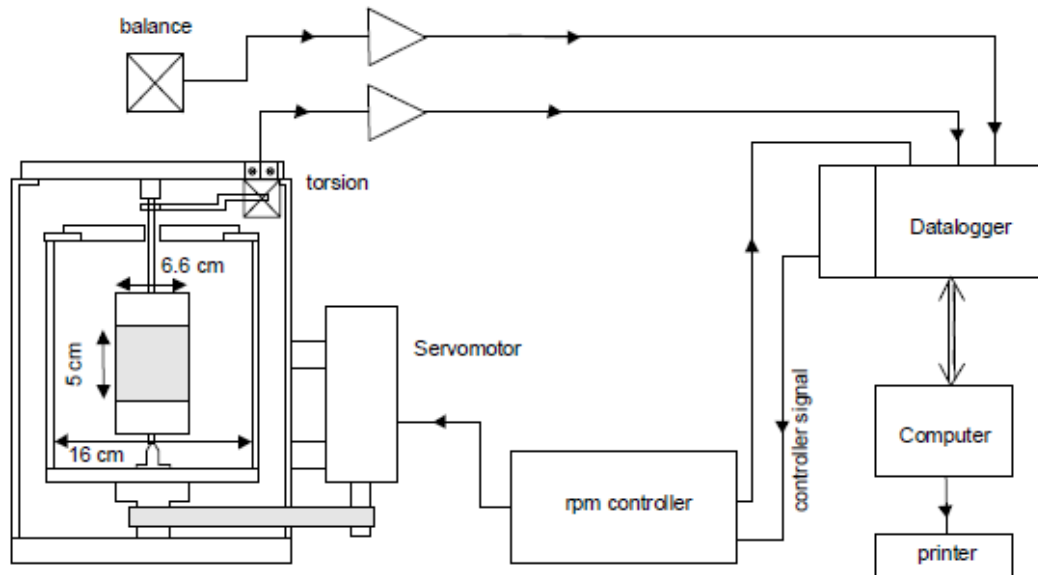 balance
torsion
Datalogger
6.6 cm
5 cm
Servomotor
16 cm
controller signal
Computer
rpm controller
printer